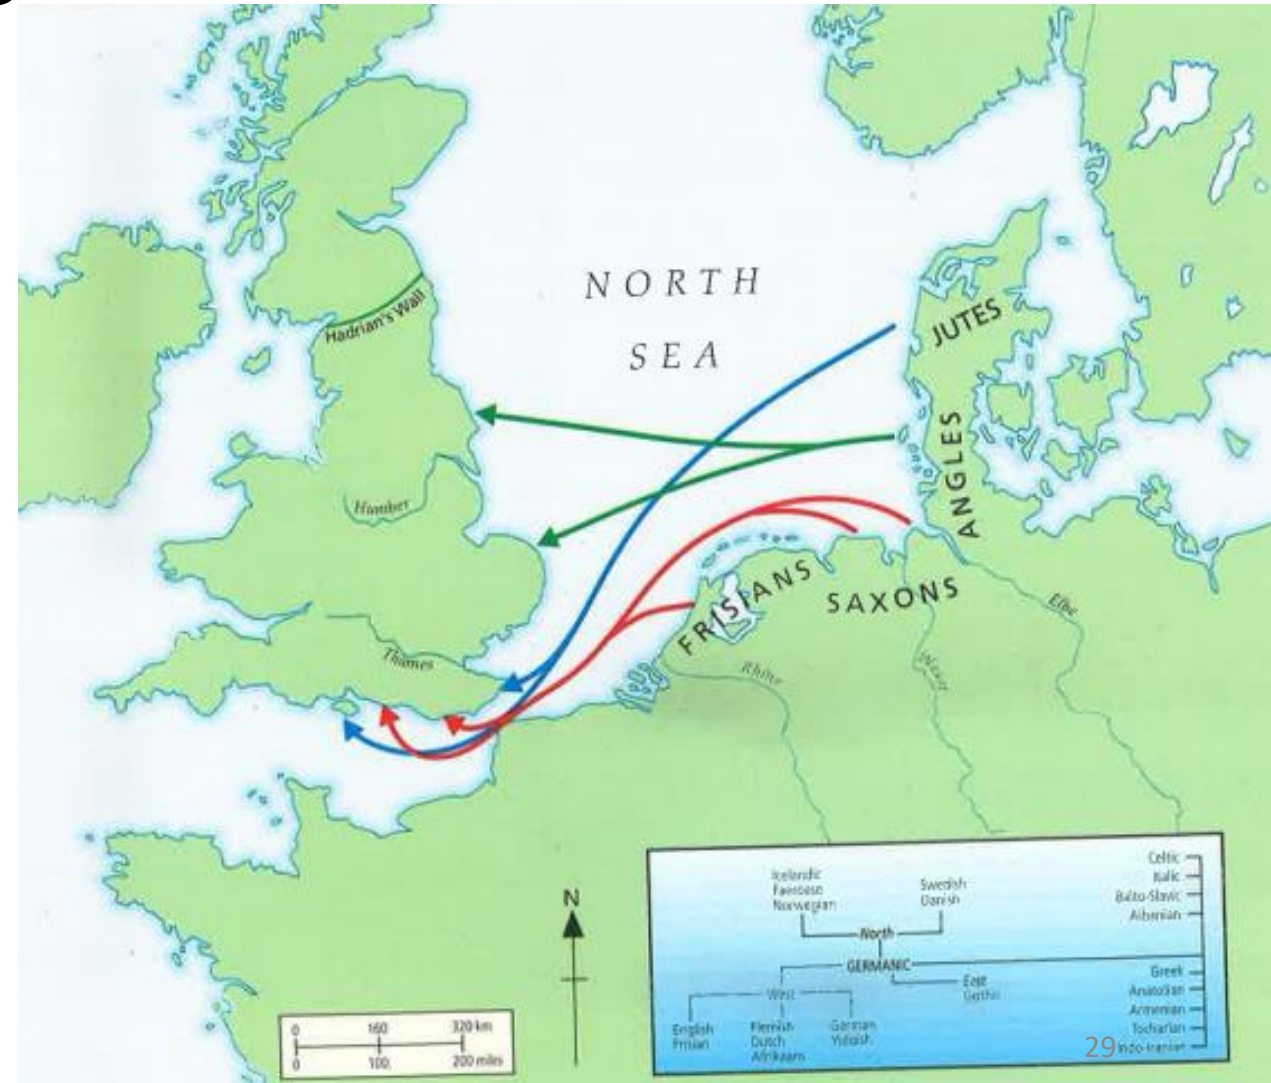 NORTH
SEA
Hadrian's Wall
JUTES
ANGLES
Humber
FRISIANS
SAXONS
Elbe
Weser
Rhine
Thames
N
0 160 320 km
0 100 200 miles
Icelandic
Faeroese
Norwegian
Swedish
Danish
North
GERMANIC
West
East
Gothic
English
Frisian
Flemish
Dutch
Afrikaans
German
Yiddish
Celtic
Italic
Balto-Slavic
Albanian
Greek
Anatolian
Armenian
Tocharian
Indo-Iranian
29